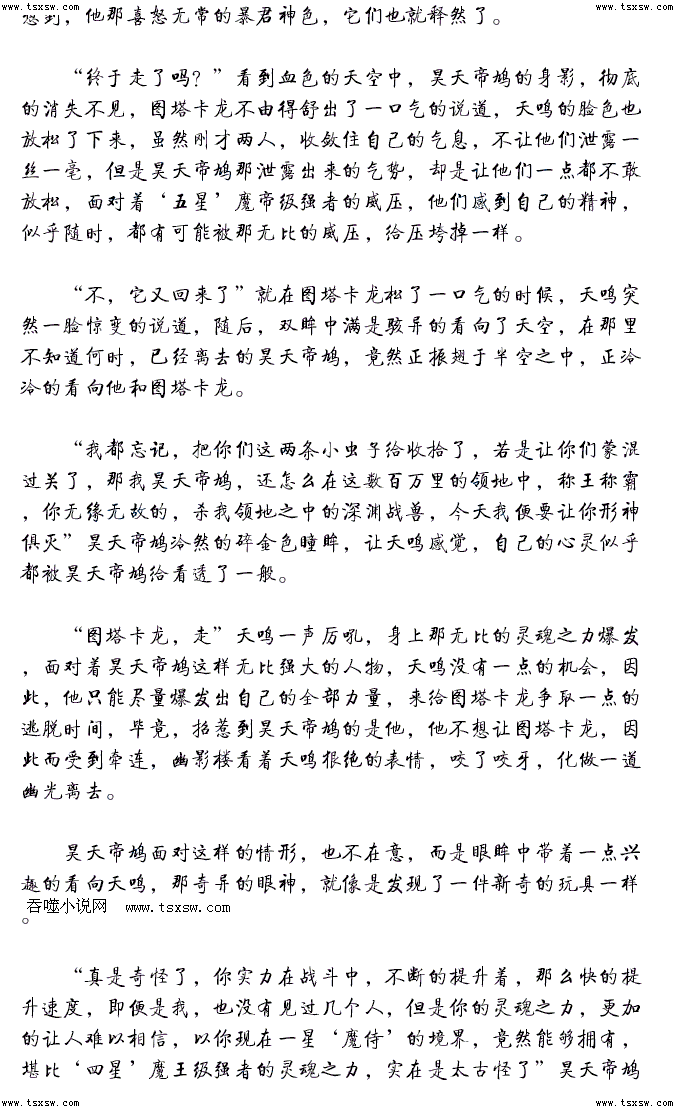 www.tsxsw.com www.tsxsw.com www.tsxsw.com
惑到，他那喜怒无常的暴君神色，它们也就释然了。
“终于走了吗？”看到血色的天空中，昊天帝鸠的身影，彻底
的消失不见，图塔卡龙不由得舒出了一口气的说道，天鸣的脸色也
放松了下来，虽然刚才两人，收敛住自己的气息，不让他们泄露一
丝一毫，但是昊天帝鸠那泄露出来的气势，却是让他们一点都不敢
放松，面对着‘五星’魔帝级强者的威压，他们感到自己的精神，
似乎随时，都有可能被那无比的威压，给压垮掉一样。
“不，它又回来了”就在图塔卡龙松了一口气的时候，天鸣突
然一脸惊变的说道，随后，双眸中满是骇异的看向了天空，在那里
不知道何时，已经离去的昊天帝鸠，竟然正振翅于半空之中，正冷
冷的看向他和图塔卡龙。
“我都忘记，把你们这两条小虫子给收拾了，若是让你们蒙混
过关了，那我昊天帝鸠，还怎么在这数百万里的领地中，称王称霸
，你无缘无故的，杀我领地之中的深渊战兽，今天我便要让你形神
俱灭”昊天帝鸠冷然的碎金色瞳眸，让天鸣感觉，自己的心灵似乎
都被昊天帝鸠给看透了一般。
“图塔卡龙，走”天鸣一声厉吼，身上那无比的灵魂之力爆发
，面对着昊天帝鸠这样无比强大的人物，天鸣没有一点的机会，因
此，他只能尽量爆发出自己的全部力量，来给图塔卡龙争取一点的
逃脱时间，毕竟，招惹到昊天帝鸠的是他，他不想让图塔卡龙，因
此而受到牵连，幽影楼看着天鸣狠绝的表情，咬了咬牙，化做一道
幽光离去。
昊天帝鸠面对这样的情形，也不在意，而是眼眸中带着一点兴
趣的看向天鸣，那奇异的眼神，就像是发现了一件新奇的玩具一样
吞噬小说网 www.tsxsw.com
。
“真是奇怪了，你实力在战斗中，不断的提升着，那么快的提
升速度，即便是我，也没有见过几个人，但是你的灵魂之力，更加
的让人难以相信，以你现在一星‘魔侍’的境界，竟然能够拥有，
堪比‘四星’魔王级强者的灵魂之力，实在是太古怪了”昊天帝鸠
www.tsxsw.com www.tsxsw.com www.tsxsw.com